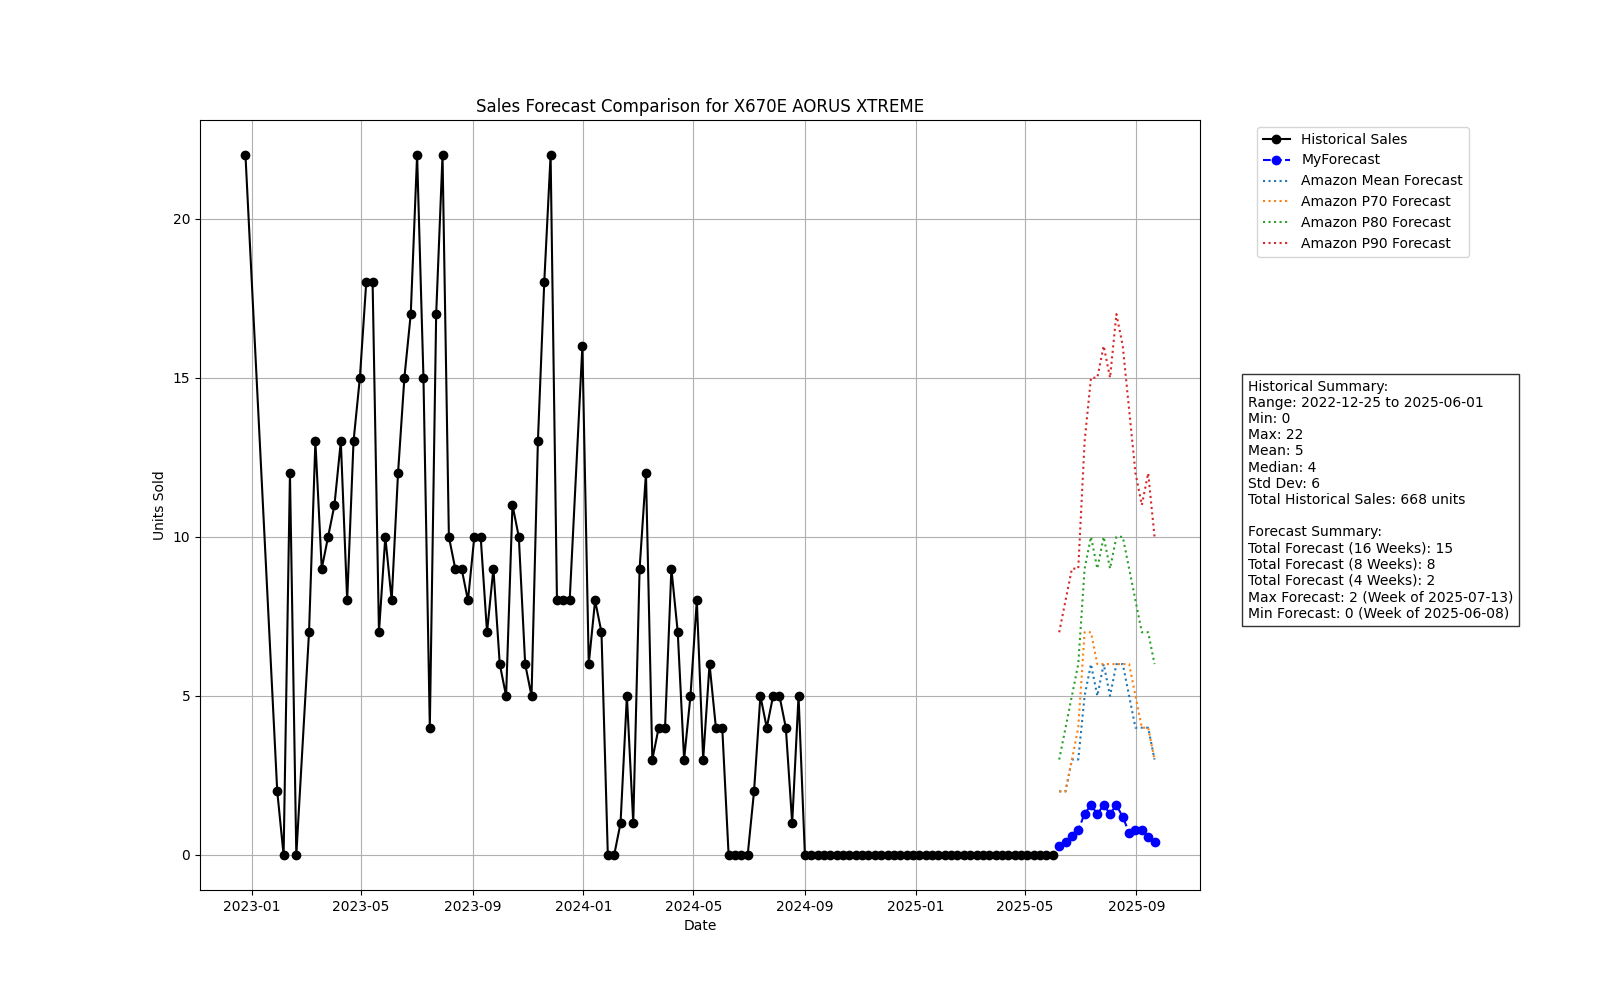 Sales Forecast Comparison for X670E AORUS XTREME
Units Sold
20
15
10
5
0
2023-01
2023-05
2023-09
2024-01
2024-05
2024-09
2025-01
2025-05
2025-09
Date
Historical Sales
MyForecast
Amazon Mean Forecast
Amazon P70 Forecast
Amazon P80 Forecast
Amazon P90 Forecast
Historical Summary:
Range: 2022-12-25 to 2025-06-01
Min: 0
Max: 22
Mean: 5
Median: 4
Std Dev: 6
Total Historical Sales: 668 units
Forecast Summary:
Total Forecast (16 Weeks): 15
Total Forecast (8 Weeks): 8
Total Forecast (4 Weeks): 2
Max Forecast: 2 (Week of 2025-07-13)
Min Forecast: 0 (Week of 2025-06-08)